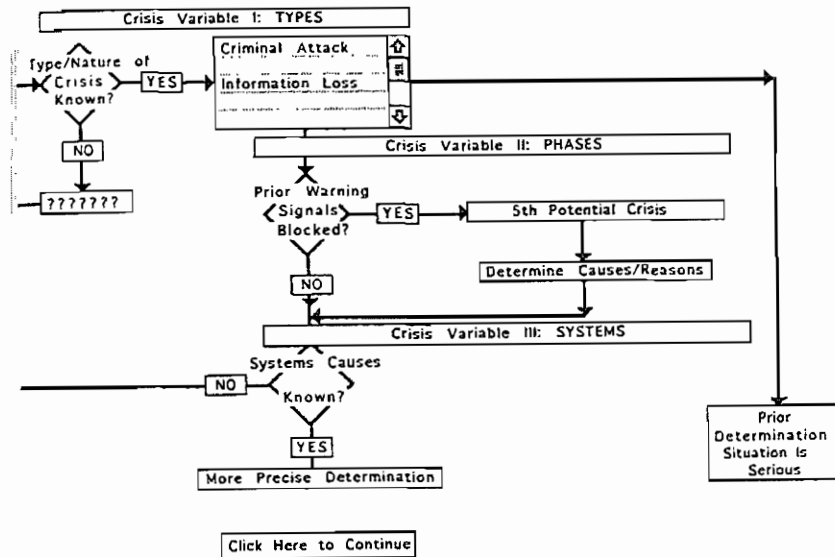 Crisis Variable I: TYPES
Type/Nature of
Crisis
Known?
YES
Criminal Attack
Information Loss
NO
???????
Crisis Variable II: PHASES
Prior Warning
Signals
Blocked?
YES
5th Potential Crisis
Determine Causes/Reasons
NO
Crisis Variable III: SYSTEMS
Systems Causes
Known?
NO
YES
More Precise Determination
Prior
Determination
Situation Is
Serious
Click Here to Continue